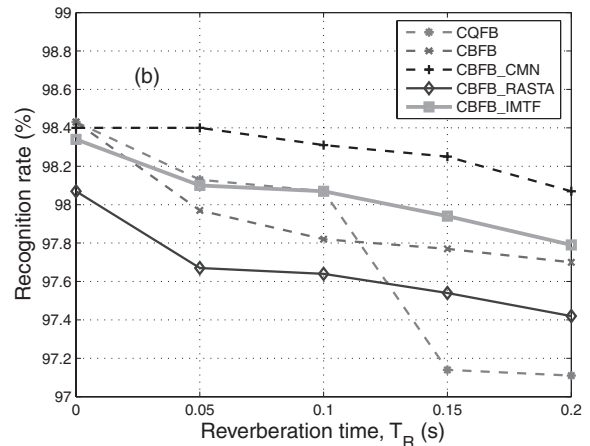 99
98.8
98.6
98.4
98.2
98
97.8
97.6
97.4
97.2
97
Recognition rate (%)
(b)
CQFB
CBFB
CBFB_CMN
CBFB_RASTA
CBFB_IMTF
0 0.05 0.1 0.15 0.2
Reverberation time, T_R (s)